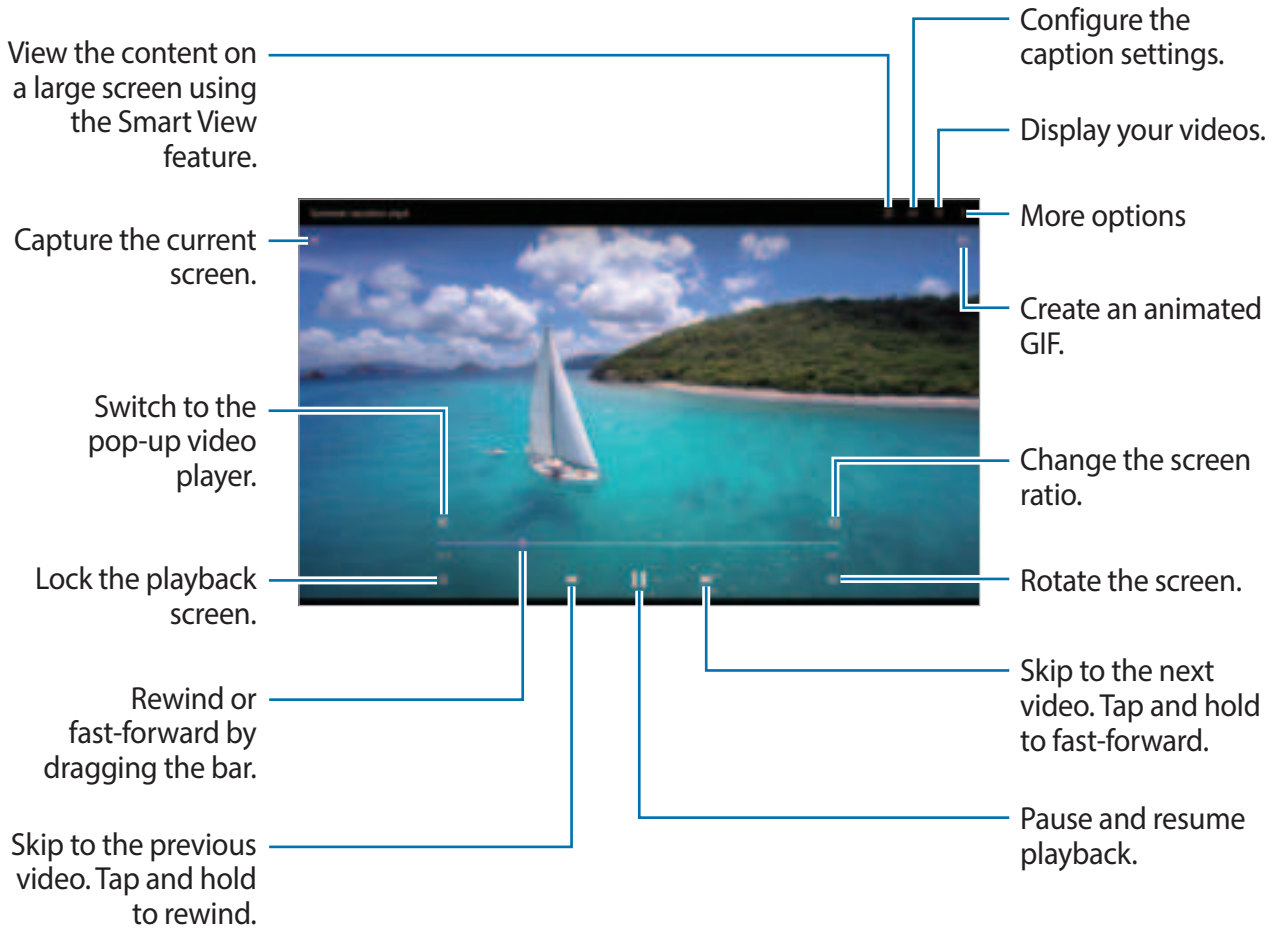 View the content on
a large screen using
the Smart View
feature.
Capture the current
screen.
Switch to the
pop-up video
player.
Lock the playback
screen.
Rewind or
fast-forward by
dragging the bar.
Skip to the previous
video. Tap and hold
to rewind.
Configure the
caption settings.
Display your videos.
More options
Create an animated
GIF.
Change the screen
ratio.
Rotate the screen.
Skip to the next
video. Tap and hold
to fast-forward.
Pause and resume
playback.